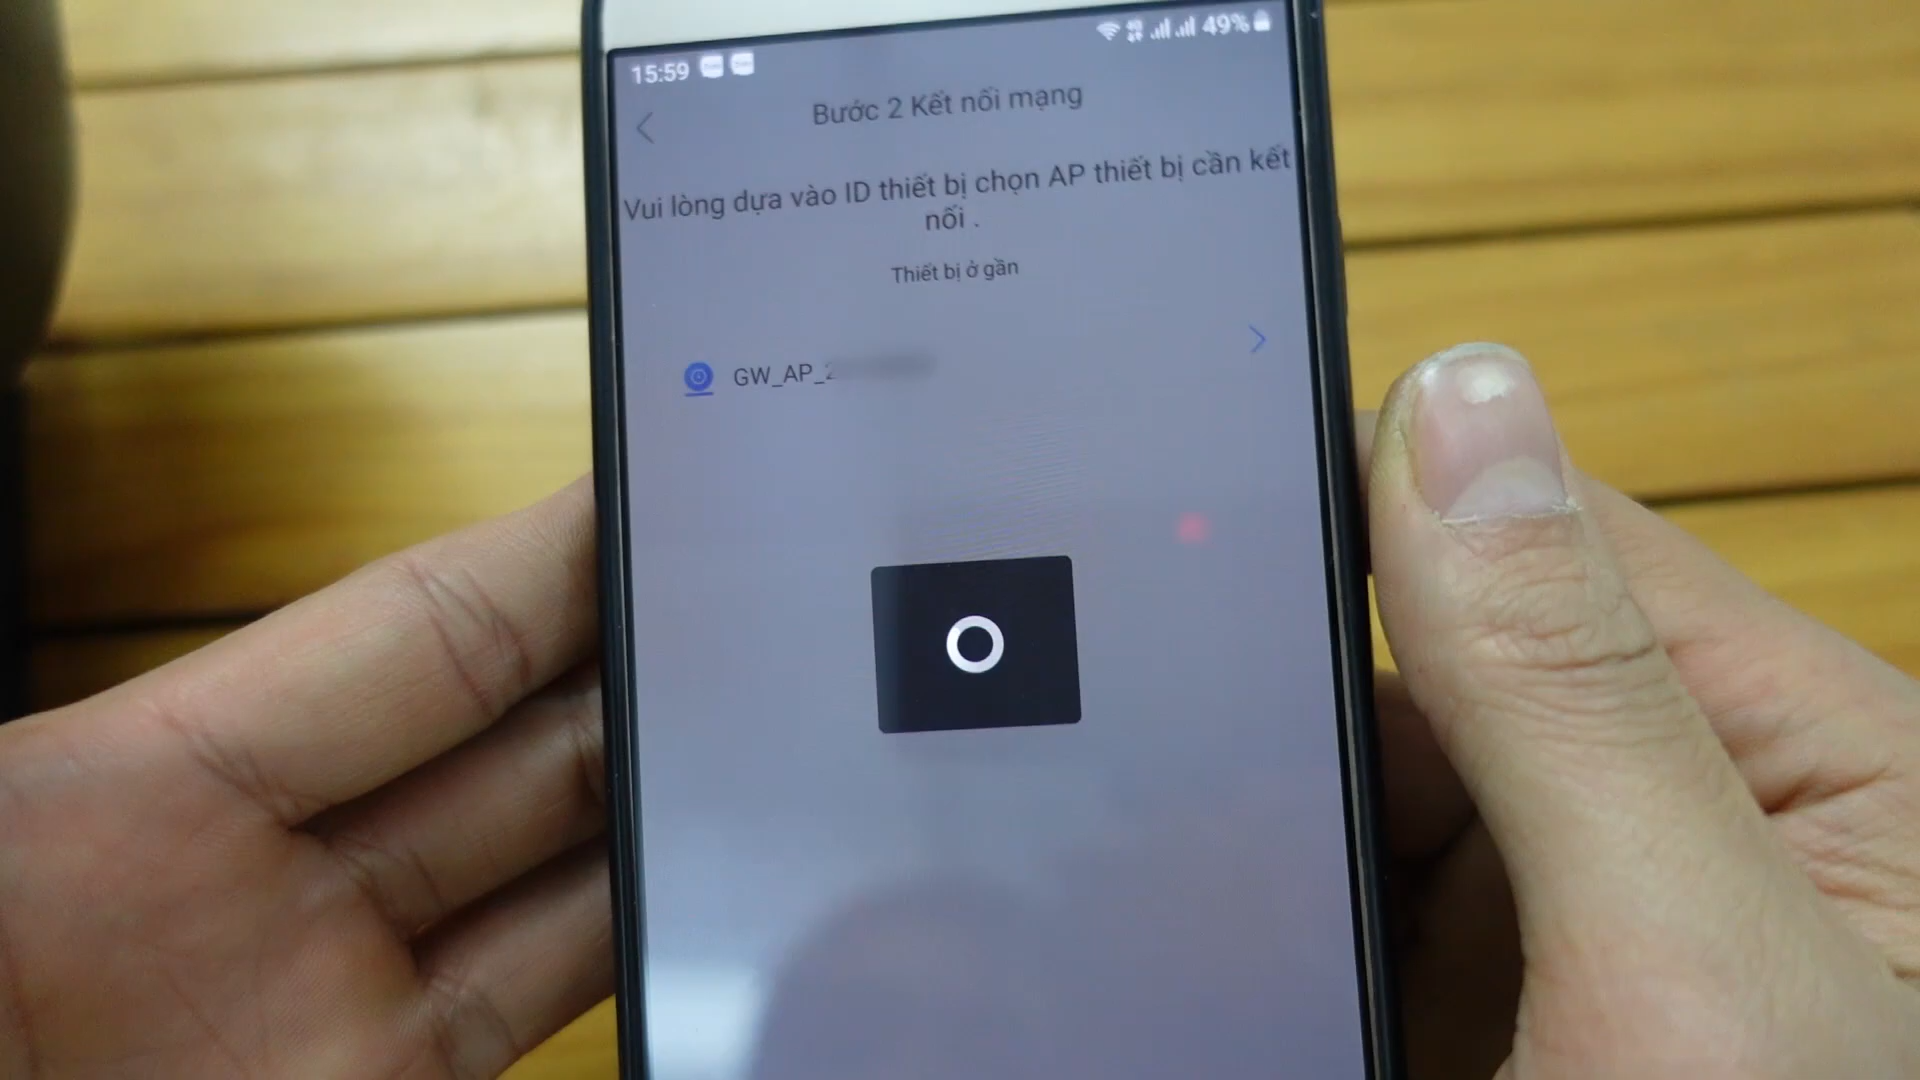 15:59 49%
Bước 2 Kết nối mạng
Vui lòng dựa vào ID thiết bị chọn AP thiết bị cần kết
nối .
Thiết bị ở gần
GW_AP_2